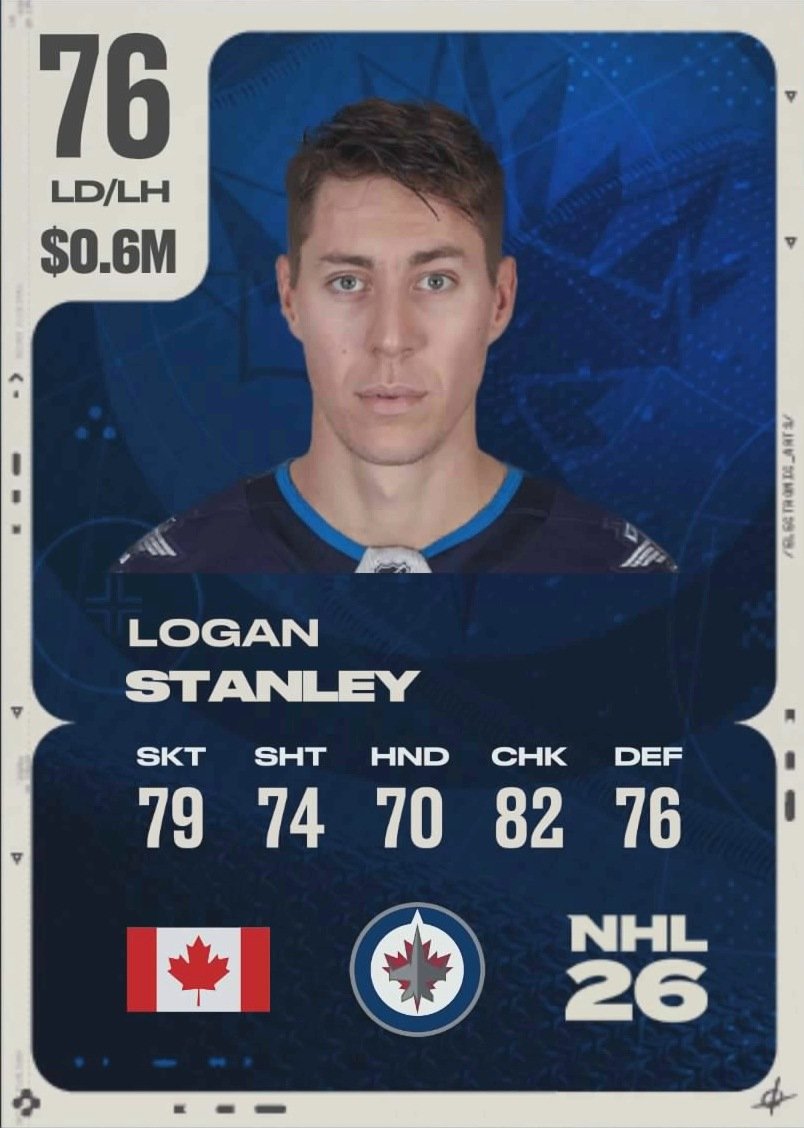 76
LD/LH
$0.6M
LOGAN
STANLEY
SKT SHT HND CHK DEF
79 74 70 82 76
NHL
26